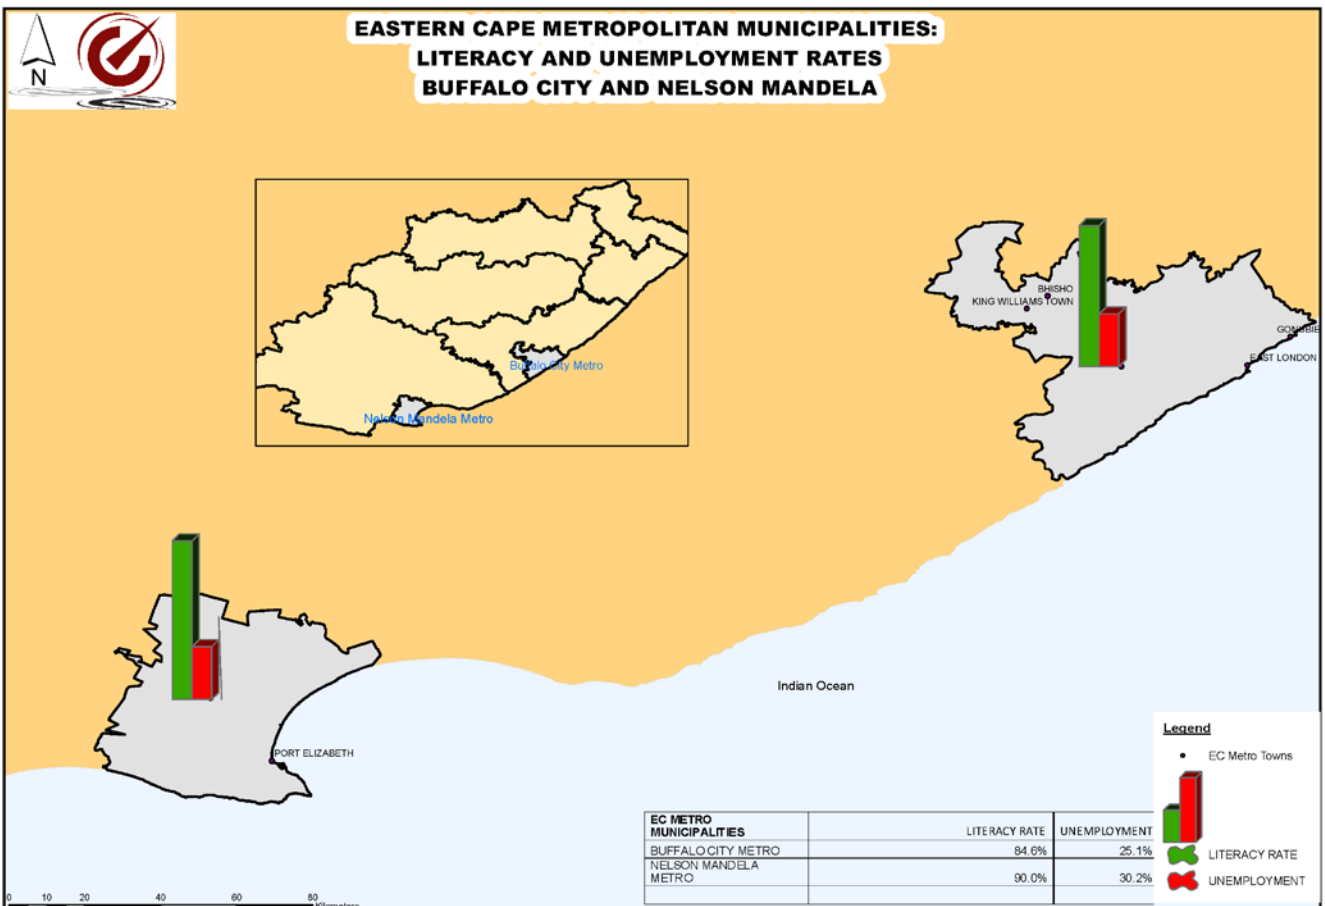 EASTERN CAPE METROPOLITAN MUNICIPALITIES:
LITERACY AND UNEMPLOYMENT RATES
BUFFALO CITY AND NELSON MANDELA
N
BHISHO
KING WILLIAMS TOWN
GONUBIE
EAST LONDON
Buffalo City Metro
Nelson Mandela Metro
Indian Ocean
PORT ELIZABETH
Legend
EC Metro Towns
LITERACY RATE
UNEMPLOYMENT
EC METRO
MUNICIPALITIES LITERACY RATE UNEMPLOYMENT
BUFFALO CITY METRO 84.6% 25.1%
NELSON MANDELA
METRO 90.0% 30.2%
0 10 20 40 60 80
Kilometers